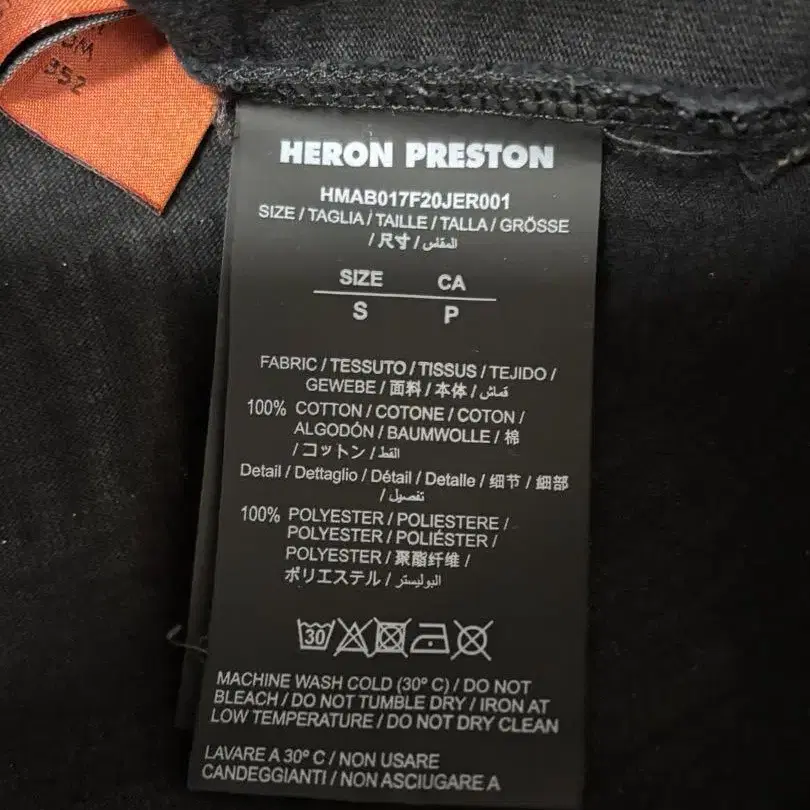 352
HERON PRESTON
HMAB017F20JER001
SIZE / TAGLIA / TAILLE / TALLA / GRÖSSE
/ 尺寸 / المقاس
SIZE CA
S P
FABRIC / TESSUTO / TISSUS / TEJIDO /
GEWEBE / 面料 / 本体 / قماش
100% COTTON / COTONE / COTON /
ALGODÓN / BAUMWOLLE / 棉
/ コットン / القط
Detail / Dettaglio / Détail / Detalle / 细节 / 細部
/ تفصيل
100% POLYESTER / POLIESTERE /
POLYESTER / POLIÉSTER /
POLYESTER / 聚酯纤维 /
ポリエステル / البوليستر
30
MACHINE WASH COLD (30° C) / DO NOT
BLEACH / DO NOT TUMBLE DRY / IRON AT
LOW TEMPERATURE / DO NOT DRY CLEAN
LAVARE A 30° C / NON USARE
CANDEGGIANTI / NON ASCIUGARE A